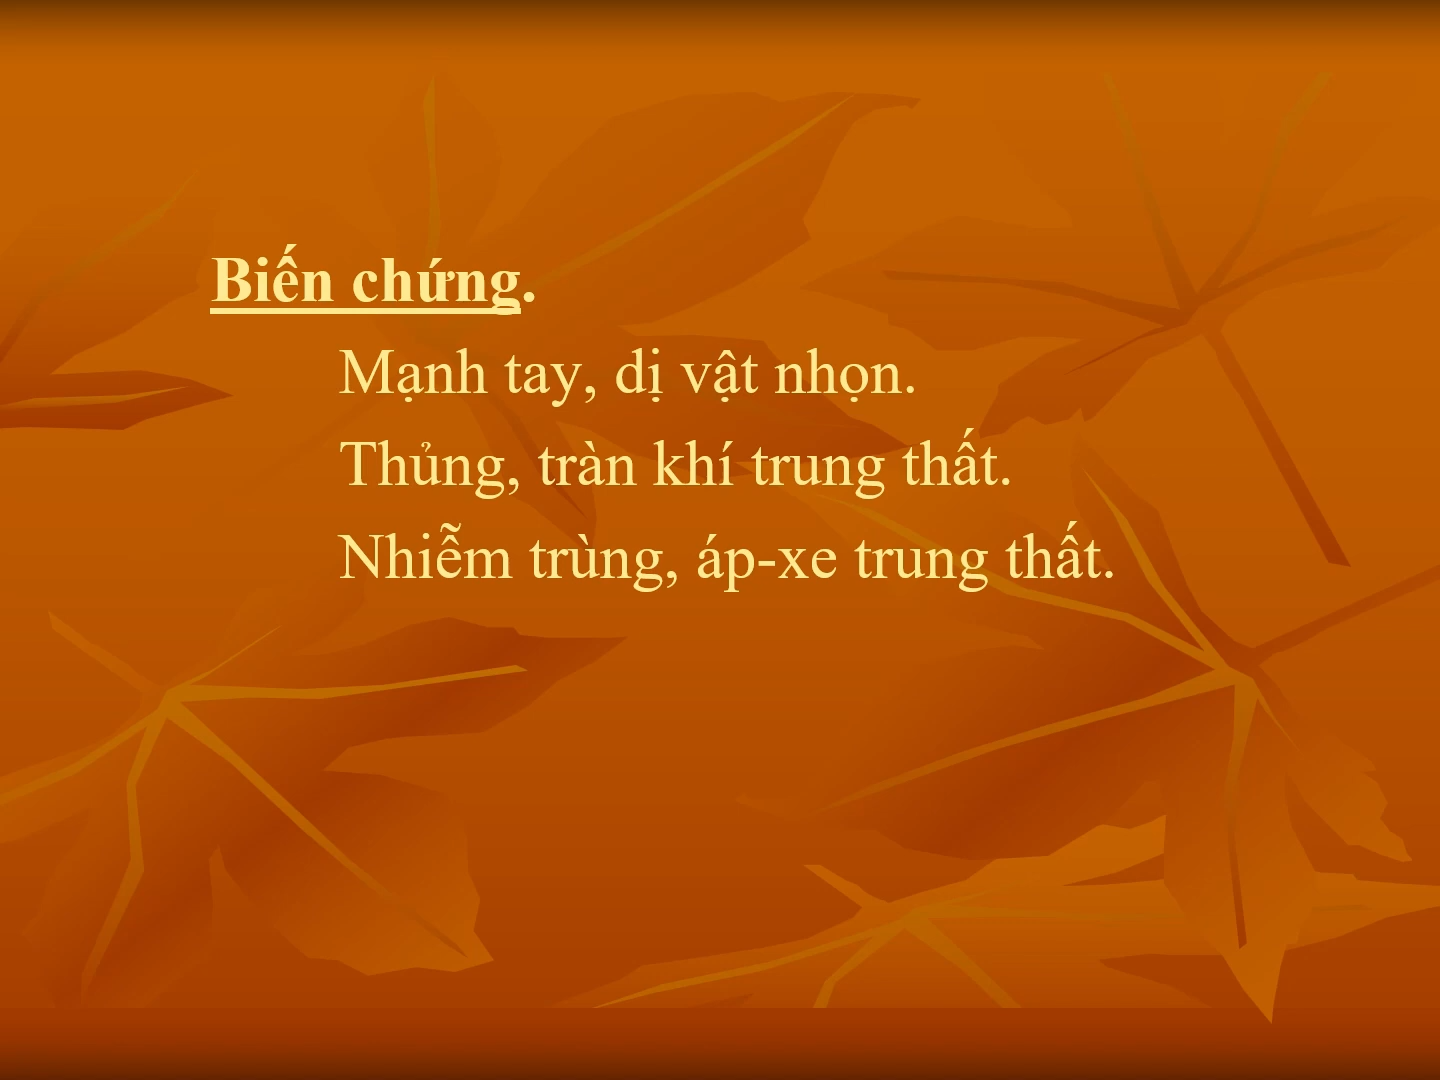 Biến chứng.
Mạnh tay, dị vật nhọn.
Thủng, tràn khí trung thất.
Nhiễm trùng, áp-xe trung thất.